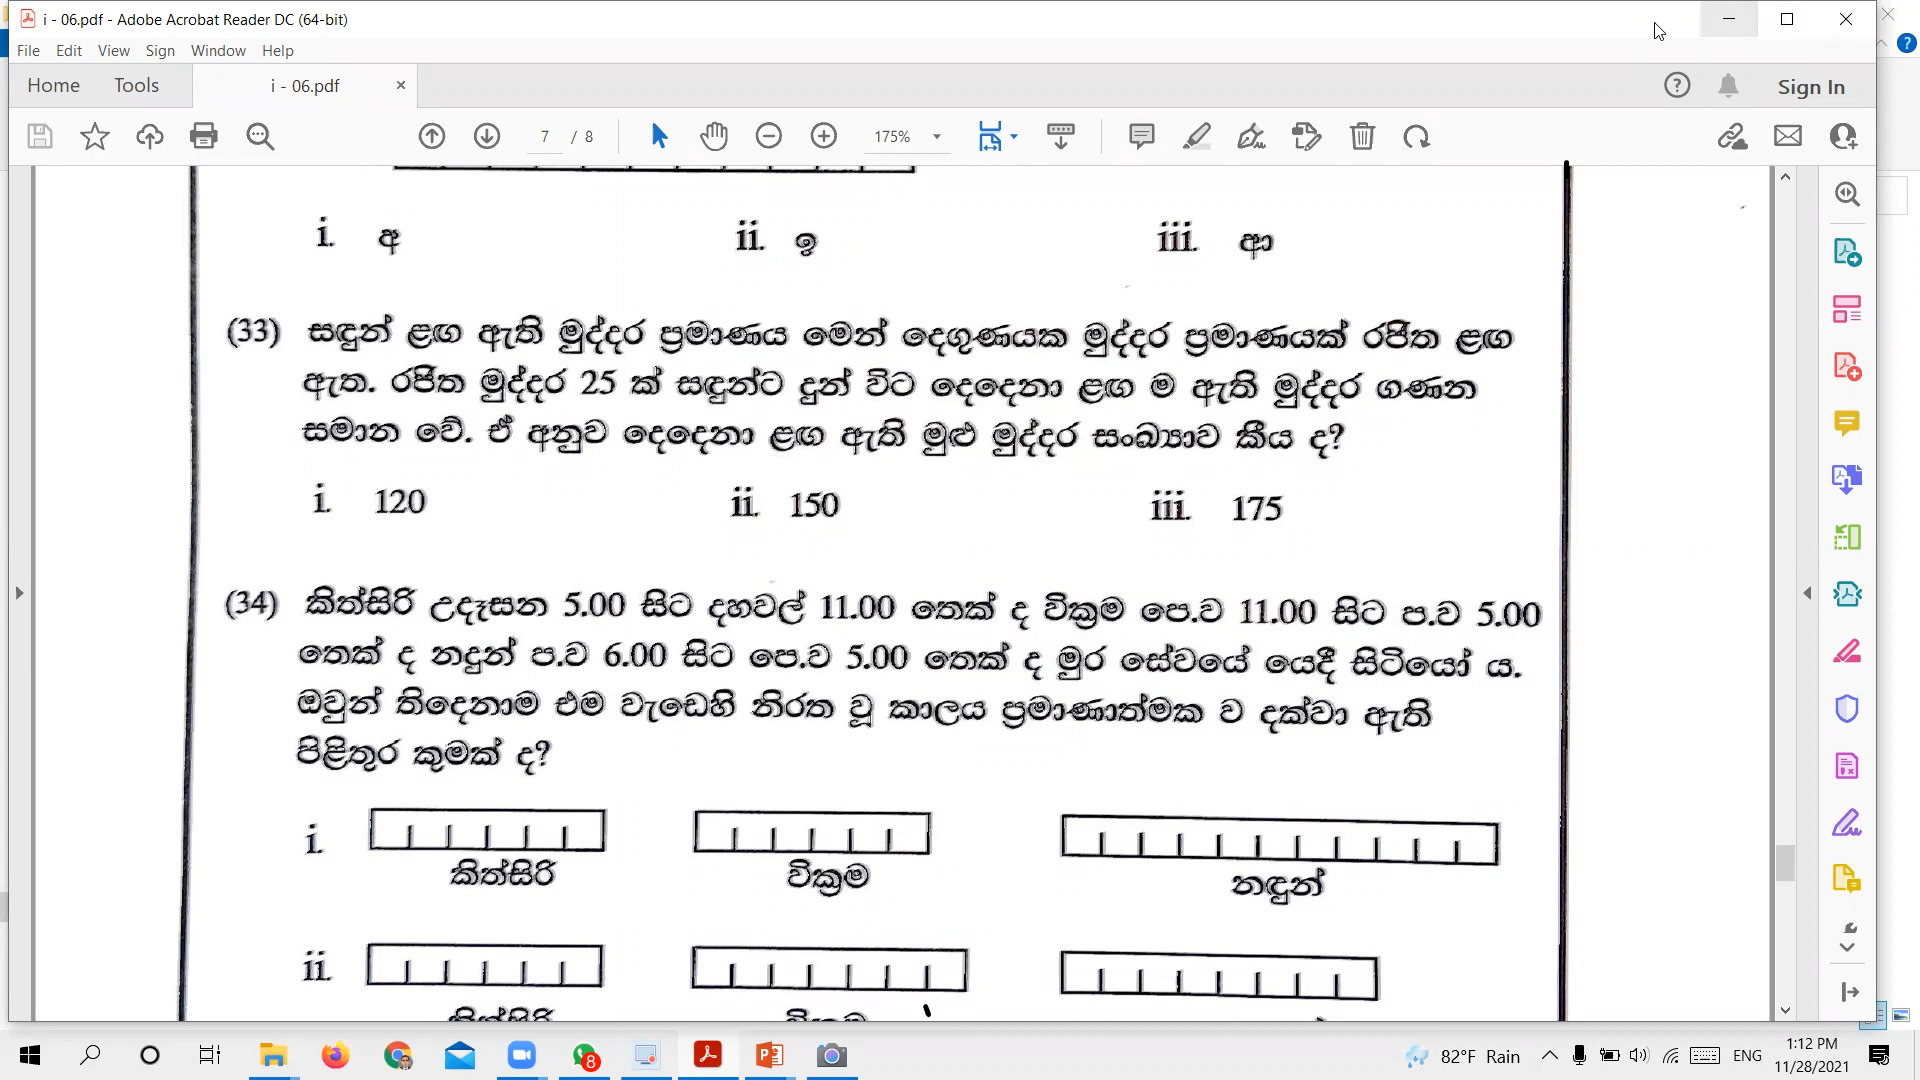 i - 06.pdf - Adobe Acrobat Reader DC (64-bit)
File Edit View Sign Window Help
Home Tools i - 06.pdf Sign In
7 / 8 175%
i. අ ii. ඉ iii. ආ
(33) සඳුන් ළඟ ඇති මුද්දර ප්‍රමාණය මෙන් දෙගුණයක මුද්දර ප්‍රමාණයක් රජිත ළඟ
ඇත. රජිත මුද්දර 25 ක් සඳුන්ට දුන් විට දෙදෙනා ළඟ ම ඇති මුද්දර ගණන
සමාන වේ. ඒ අනුව දෙදෙනා ළඟ ඇති මුළු මුද්දර සංඛ්‍යාව කීය ද?
i. 120 ii. 150 iii. 175
(34) කිත්සිරි උදෑසන 5.00 සිට දහවල් 11.00 තෙක් ද වික්‍රම පෙ.ව 11.00 සිට ප.ව 5.00
තෙක් ද නදුන් ප.ව 6.00 සිට පෙ.ව 5.00 තෙක් ද මුර සේවයේ යෙදී සිටියෝ ය.
ඔවුන් තිදෙනාම එම වැඩෙහි නිරත වූ කාලය ප්‍රමාණාත්මක ව දක්වා ඇති
පිළිතුර කුමක් ද?
i.
කිත්සිරි වික්‍රම නඳුන්
ii.
8
82°F Rain ENG 1:12 PM
11/28/2021